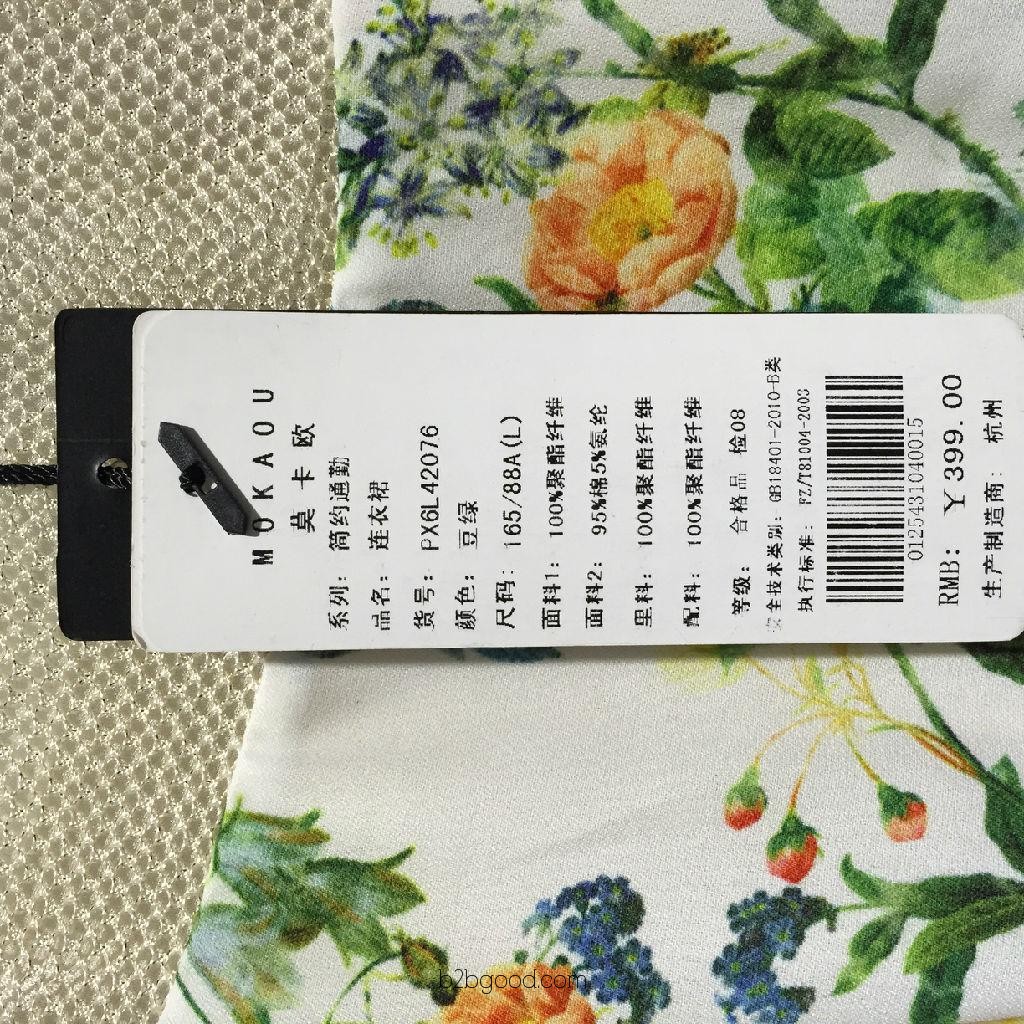 MOKAOU
莫卡欧
系列: 简约通勤
品名: 连衣裙
货号: PX6L42076
颜色: 豆绿
尺码: 165/88A(L)
面料1: 100%聚酯纤维
面料2: 95%棉5%氨纶
里料: 100%聚酯纤维
配料: 100%聚酯纤维
等级: 合格品 检08
安全技术类别: GB18401-2010-B类
执行标准: FZ/T81004-2003
0125431040015
RMB: ￥399.00
生产制造商: 杭州
b2bgood.com